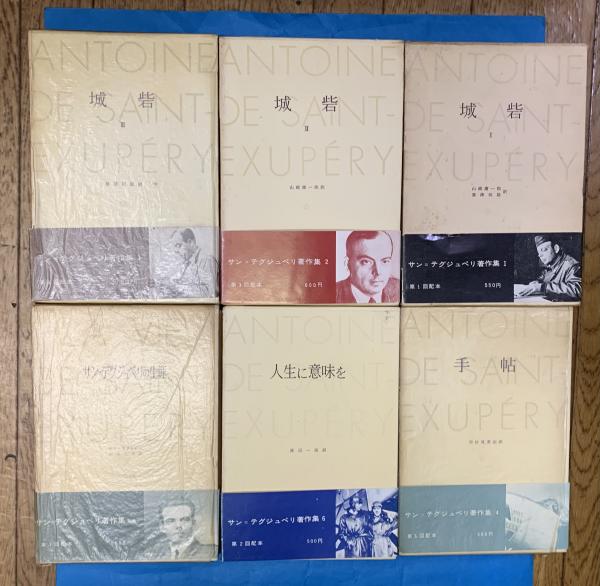 ANTOINE
DE SAINT-
EXUPÉRY
城砦
III
サン=テグジュペリ著作集
ANTOINE
DE SAINT-
EXUPÉRY
城砦
II
山崎庸一郎訳
サン=テグジュペリ著作集 2
第3回配本 600円
ANTOINE
DE SAINT-
EXUPÉRY
城砦
I
山崎庸一郎
粟津則雄 訳
サン=テグジュペリ著作集 1
第1回配本 550円
サン=テグジュペリの生涯
サン=テグジュペリ著作集
ANTOINE
DE SAINT-
EXUPÉRY
人生に意味を
渡辺一民訳
サン=テグジュペリ著作集 5
第2回配本 500円
ANTOINE
DE SAINT-
EXUPÉRY
手帖
サン=テグジュペリ著作集 4
第5回配本 500円